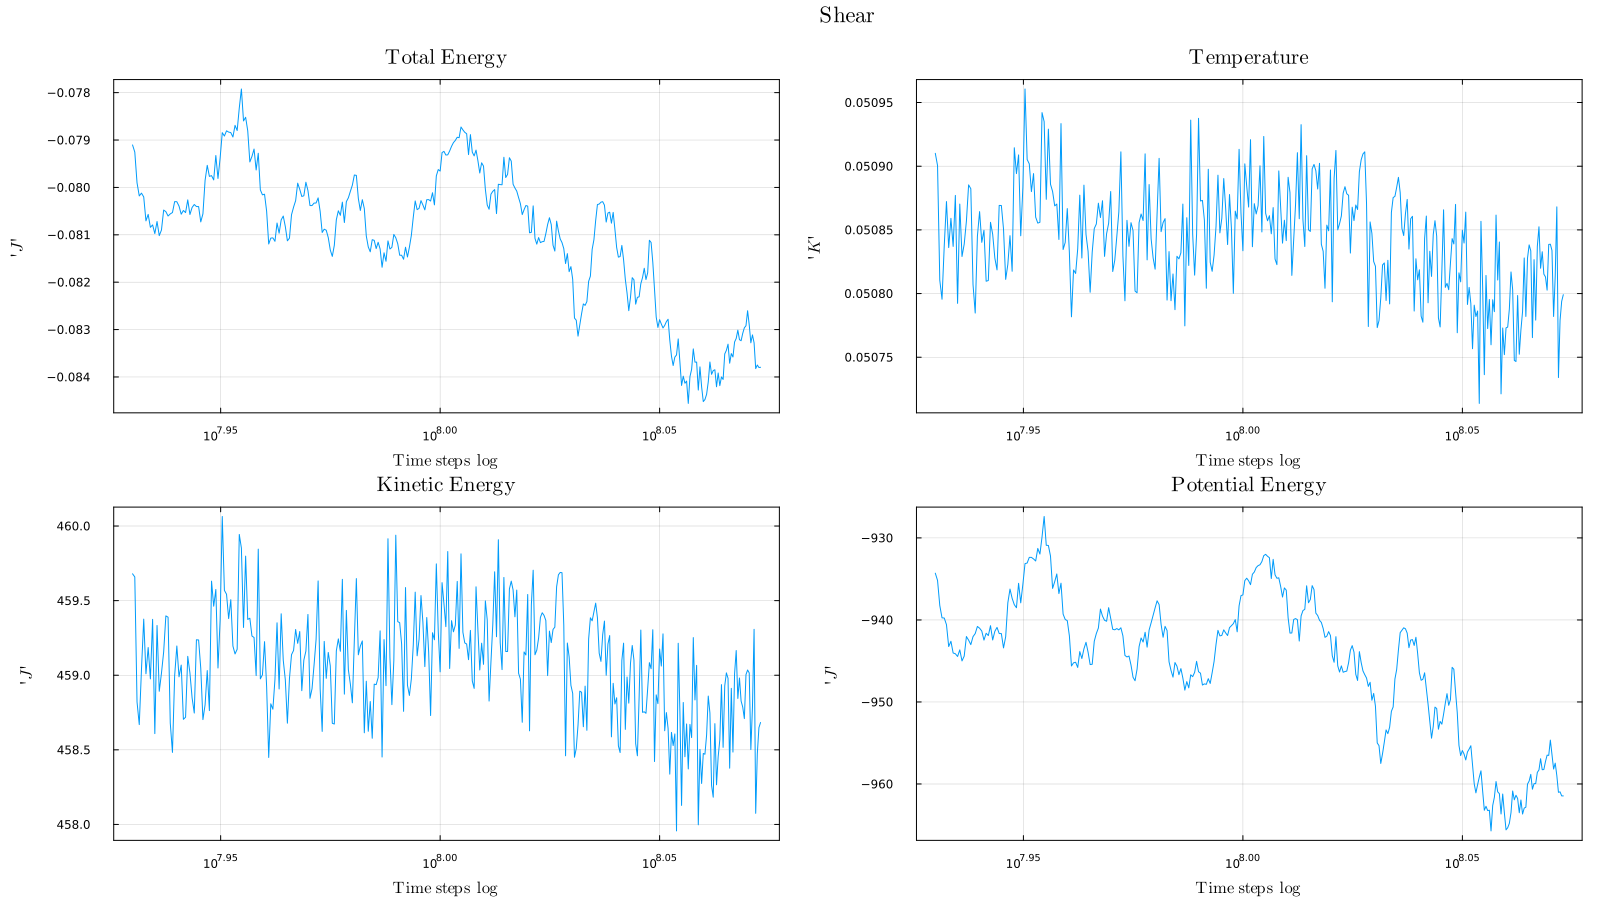 Shear
Total Energy
'J'
−0.078
−0.079
−0.080
−0.081
−0.082
−0.083
−0.084
10^7.95
10^8.00
10^8.05
Time steps log
Temperature
'K'
0.05095
0.05090
0.05085
0.05080
0.05075
10^7.95
10^8.00
10^8.05
Time steps log
Kinetic Energy
'J'
460.0
459.5
459.0
458.5
458.0
10^7.95
10^8.00
10^8.05
Time steps log
Potential Energy
'J'
−930
−940
−950
−960
10^7.95
10^8.00
10^8.05
Time steps log